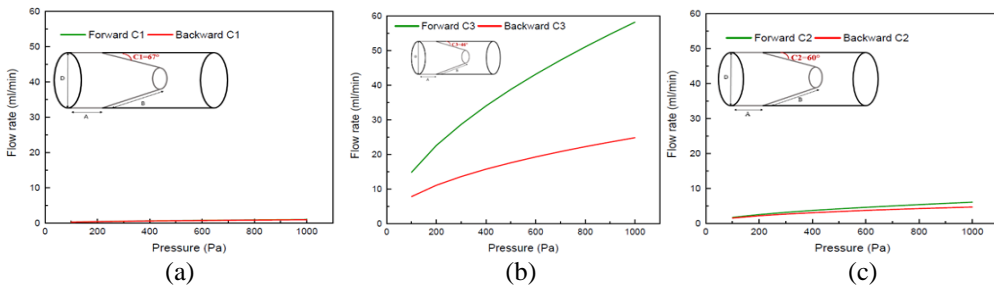 60
50
40
30
20
10
0
Flow rate (ml/min)
Forward C1
Backward C1
C1=67°
D
A
B
0 200 400 600 800 1000
Pressure (Pa)
(a)
60
50
40
30
20
10
0
Flow rate (ml/min)
Forward C3
Backward C3
A
B
0 200 400 600 800 1000
Pressure (Pa)
(b)
60
50
40
30
20
10
0
Flow rate (ml/min)
Forward C2
Backward C2
C2=60°
D
A
B
0 200 400 600 800 1000
Pressure (Pa)
(c)